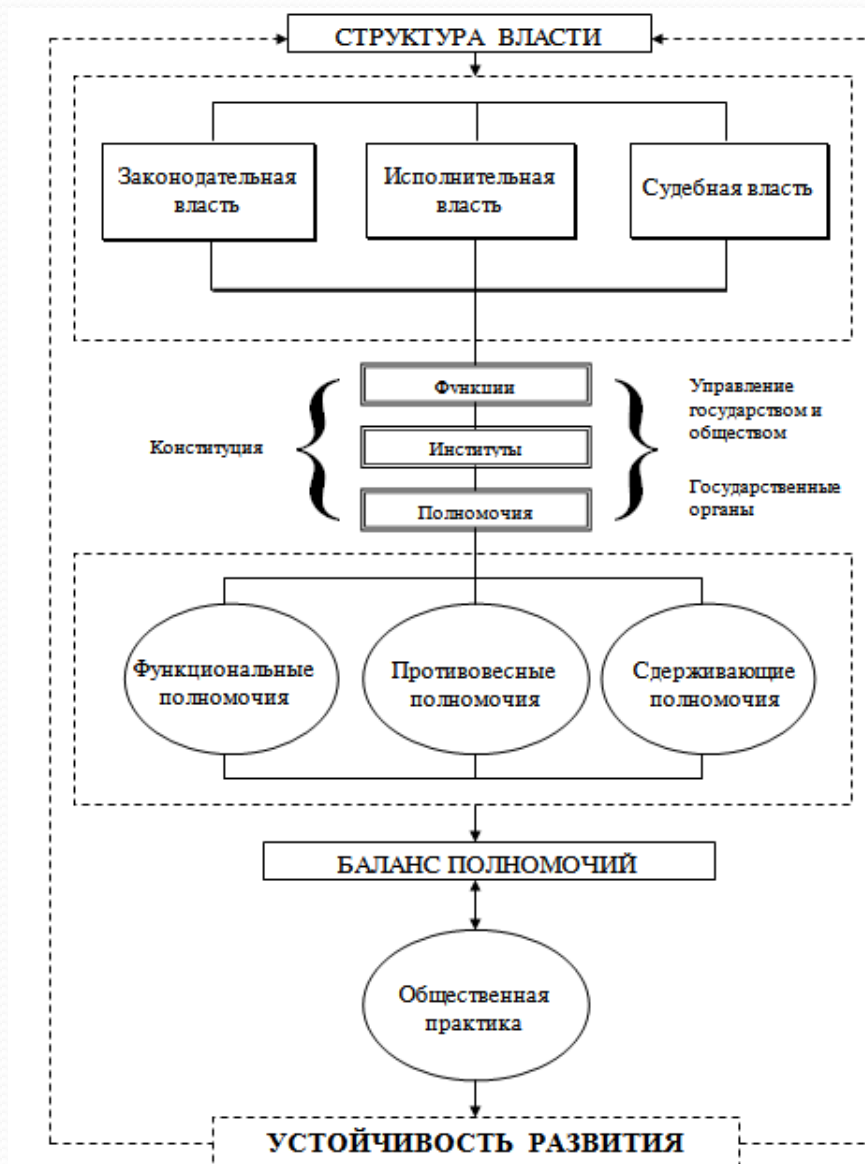 СТРУКТУРА ВЛАСТИ
Законодательная
власть
Исполнительная
власть
Судебная власть
Функции
Институты
Полномочия
Конституция
Управление
государством и
обществом
Государственные
органы
Функциональные
полномочия
Противовесные
полномочия
Сдерживающие
полномочия
БАЛАНС ПОЛНОМОЧИЙ
Общественная
практика
УСТОЙЧИВОСТЬ РАЗВИТИЯ